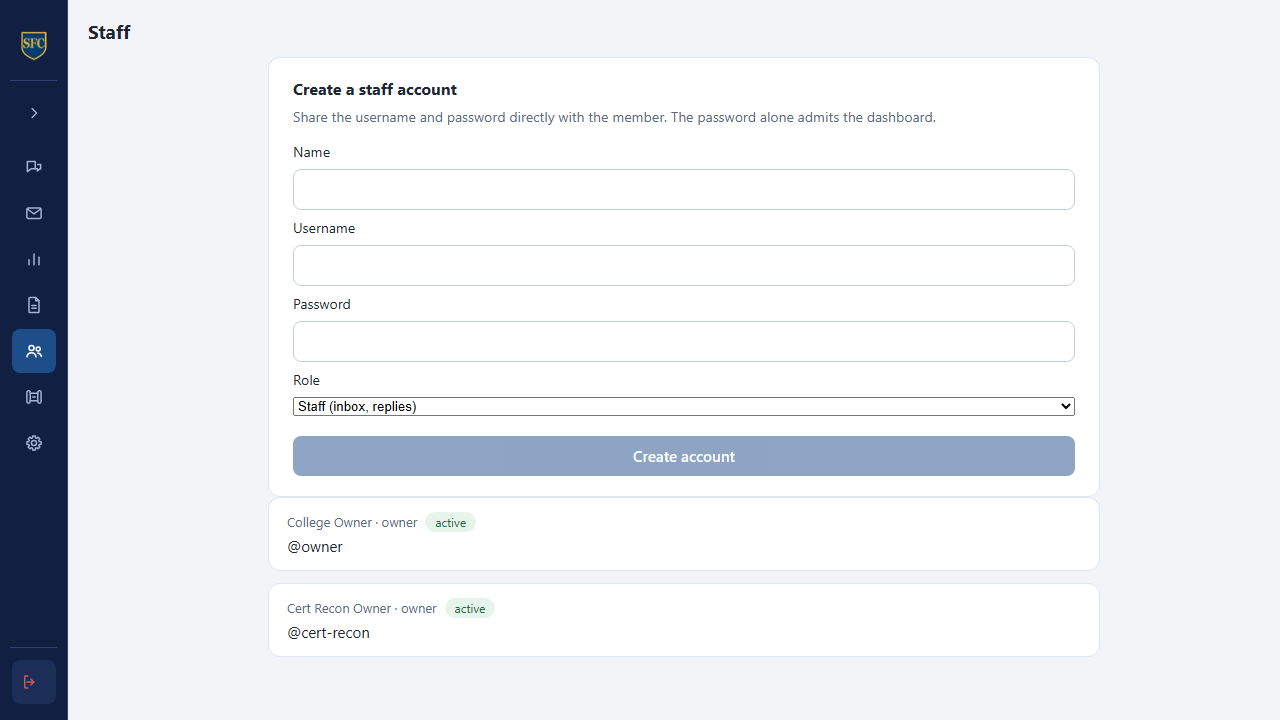 SFC
Staff
Create a staff account
Share the username and password directly with the member. The password alone admits the dashboard.
Name
Username
Password
Role
Staff (inbox, replies)
Create account
College Owner · owner active
@owner
Cert Recon Owner · owner active
@cert-recon